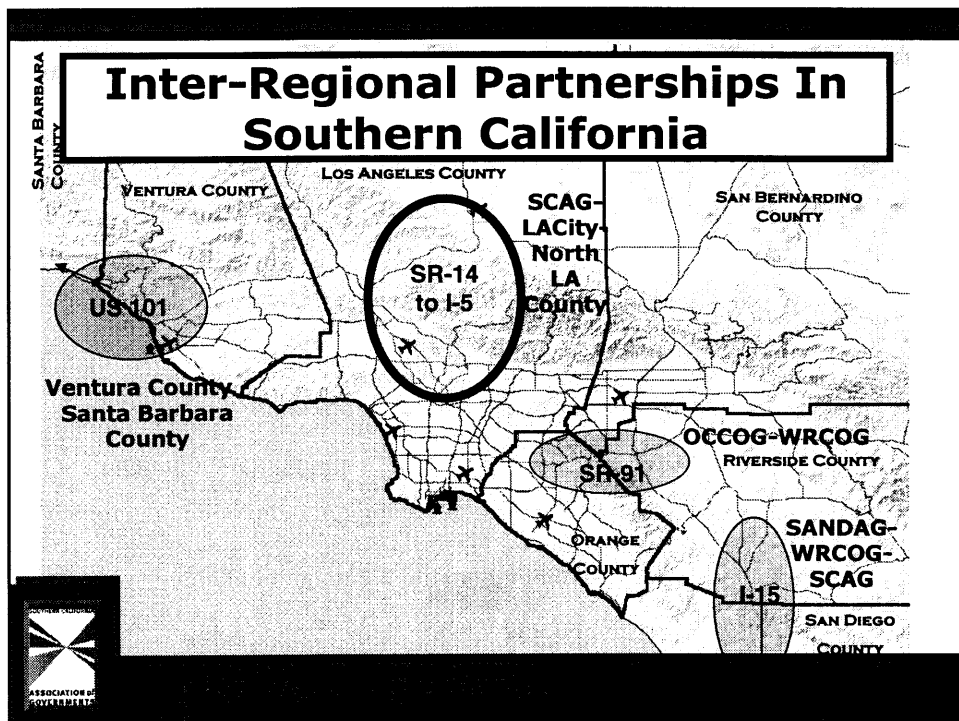 Inter-Regional Partnerships In
Southern California
SANTA BARBARA
COUNTY
VENTURA COUNTY
LOS ANGELES COUNTY
SAN BERNARDINO
COUNTY
SCAG-
LACity-
North
LA
County
SR-14
to I-5
US-101
Ventura County
Santa Barbara
County
OCCOG-WRCOG
RIVERSIDE COUNTY
SR-91
ORANGE
COUNTY
SANDAG-
WRCOG-
SCAG
I-15
SAN DIEGO
COUNTY
SOUTHERN CALIFORNIA
ASSOCIATION of
GOVERNMENTS